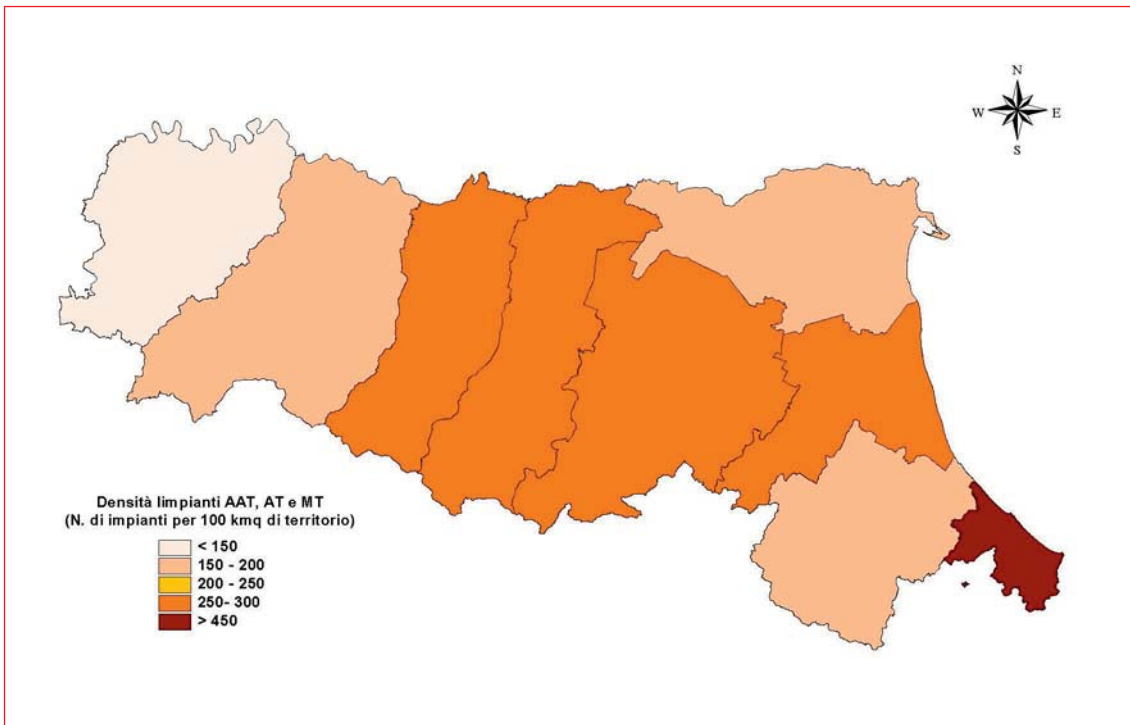 N
W E
S
Densità Iimpianti AAT, AT e MT
(N. di impianti per 100 kmq di territorio)
< 150
150 - 200
200 - 250
250- 300
> 450